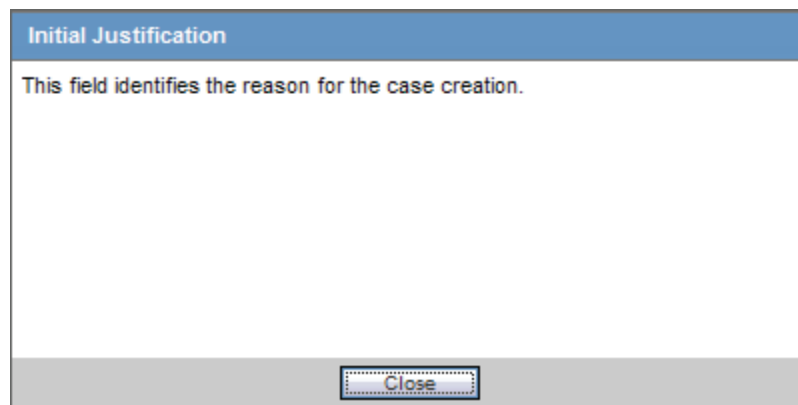 Initial Justification
This field identifies the reason for the case creation.
Close